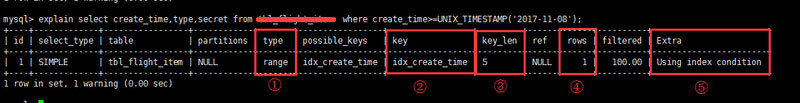 mysql> explain select create_time,type,secret from where create_time>=UNIX_TIMESTAMP('2017-11-08');
| id | select_type | table | partitions | type | possible_keys | key | key_len | ref | rows | filtered | Extra |
| 1 | SIMPLE | tbl_flight_item | NULL | range | idx_create_time | idx_create_time | 5 | NULL | 1 | 100.00 | Using index condition |
① ② ③ ④ ⑤
1 row in set, 1 warning (0.00 sec)